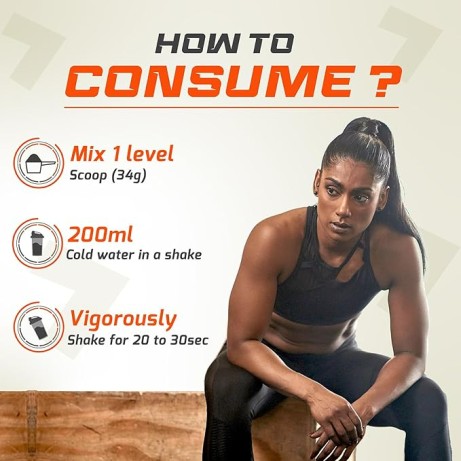 HOW TO
CONSUME ?
Mix 1 level
Scoop (34g)
200ml
Cold water in a shake
Vigorously
Shake for 20 to 30sec